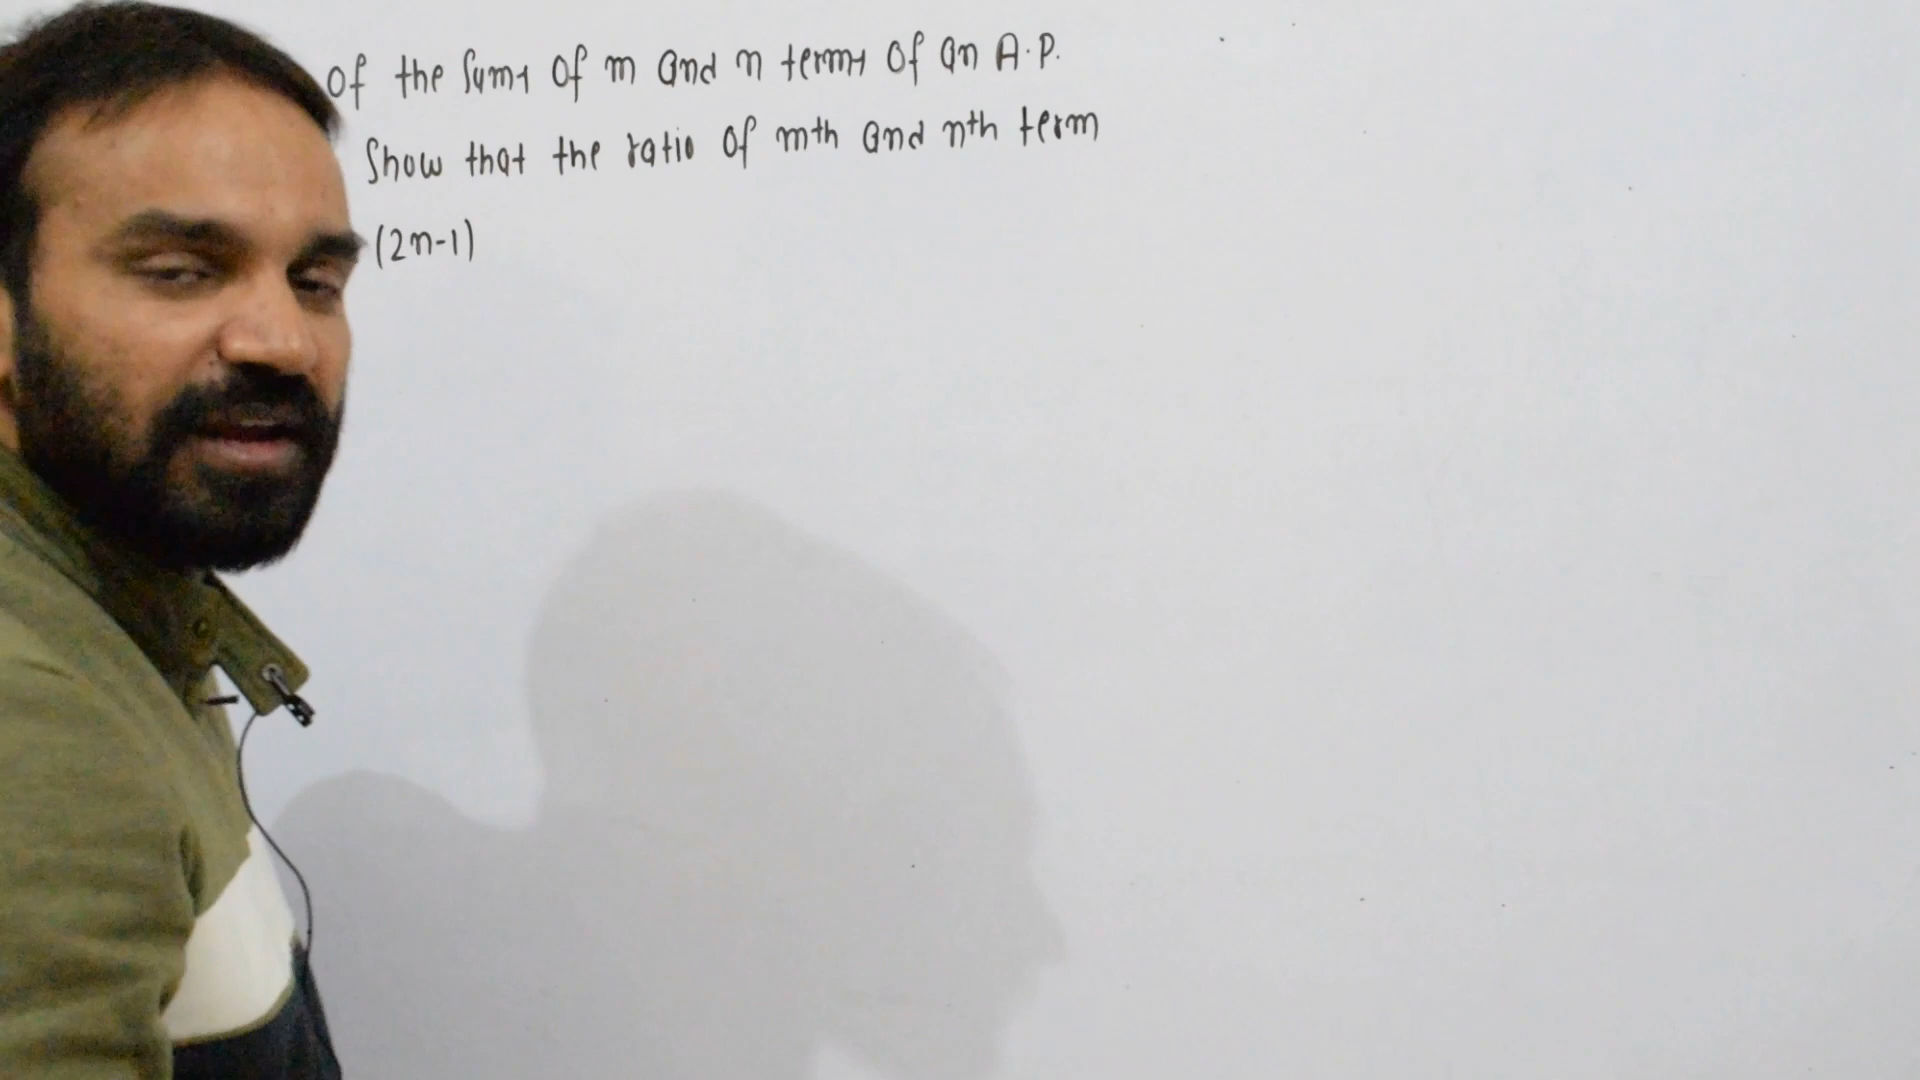 of the sums of m and n terms of an A.P.
Show that the ratio of mth and nth term
(2n-1)